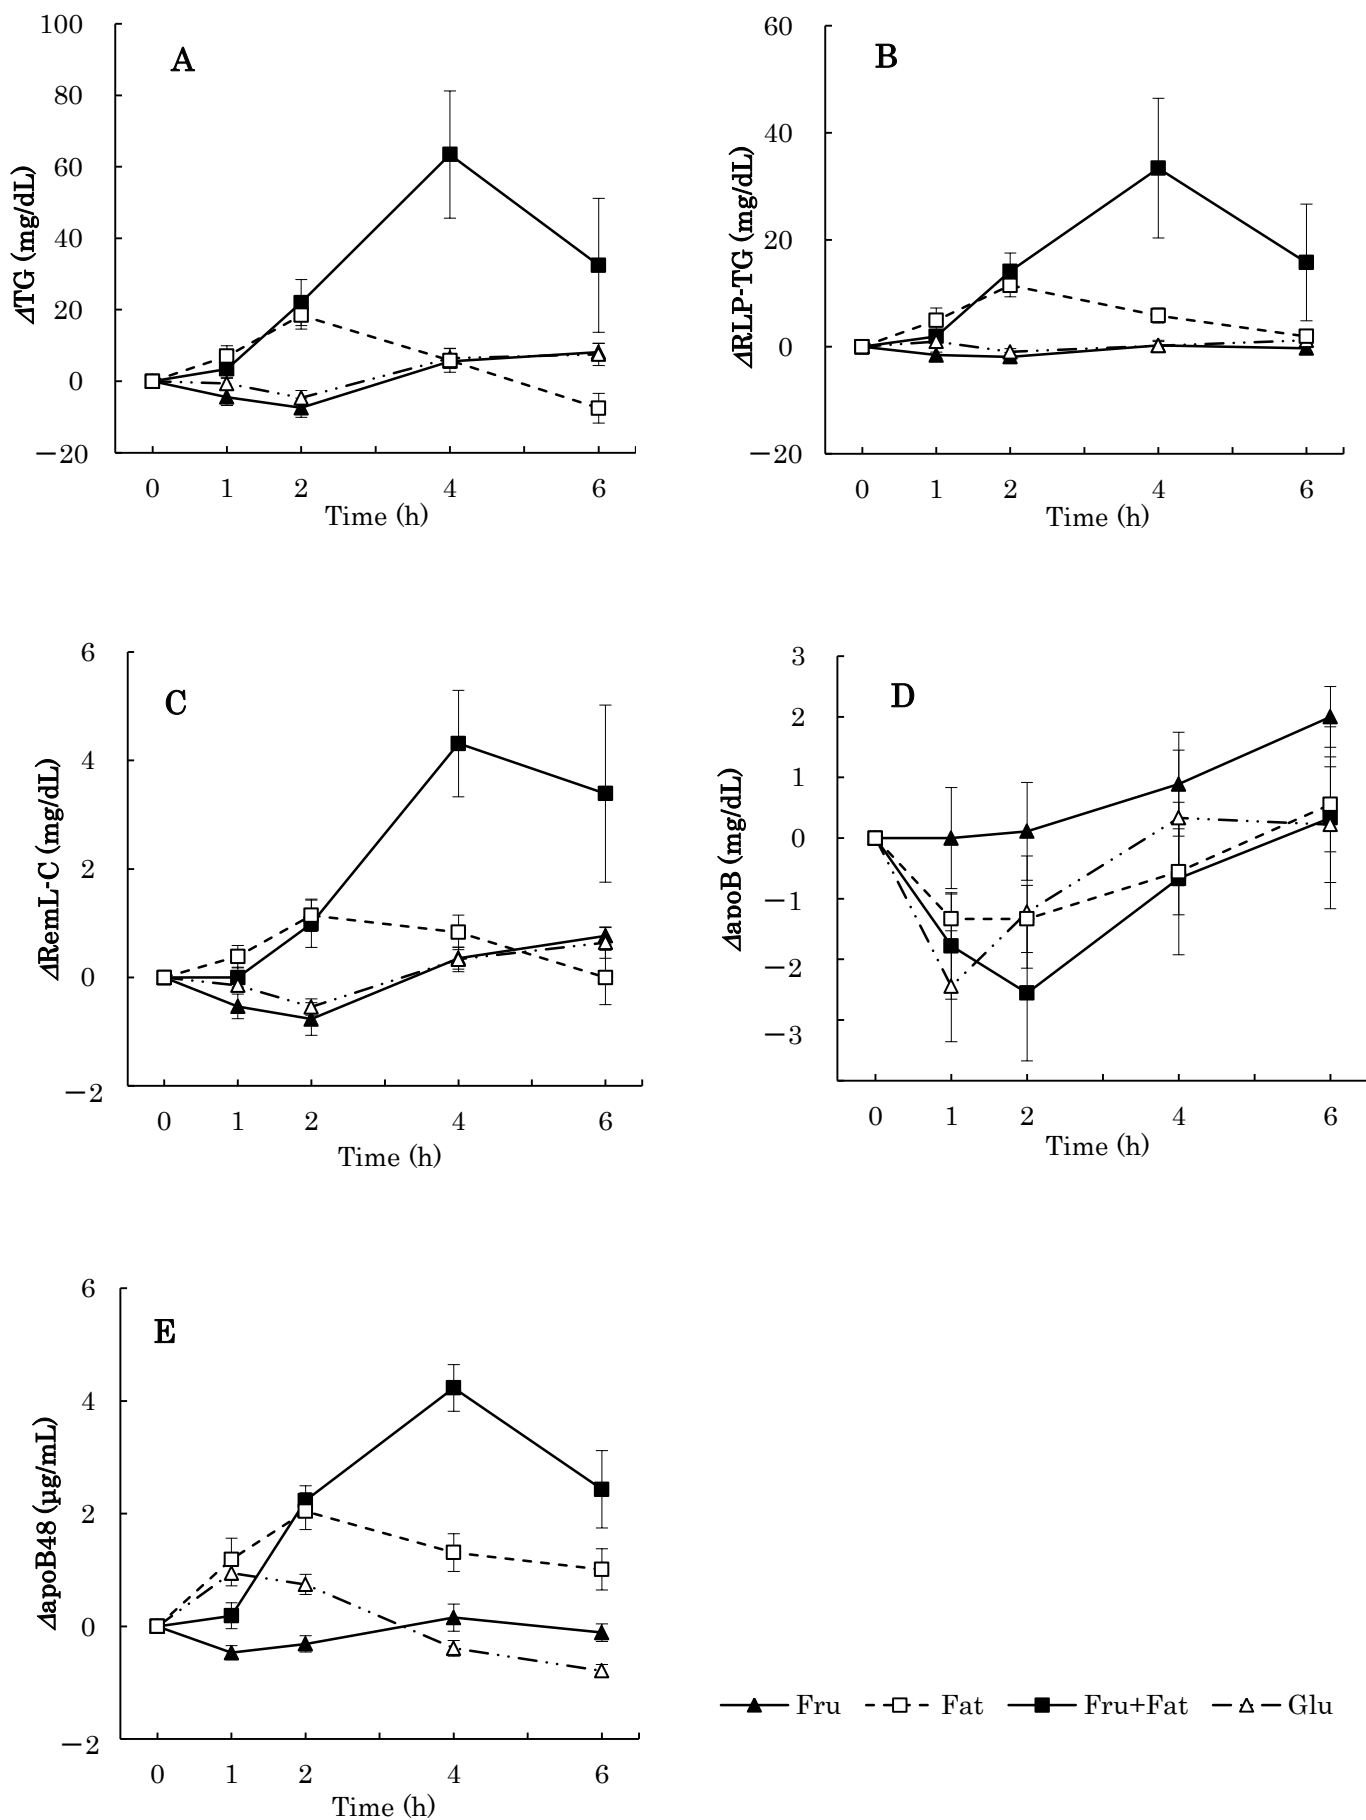 A
ΔTG (mg/dL)
100
80
60
40
20
0
－20
0 1 2 4 6
Time (h)
B
ΔRLP-TG (mg/dL)
60
40
20
0
－20
0 1 2 4 6
Time (h)
C
ΔRemL-C (mg/dL)
6
4
2
0
－2
0 1 2 4 6
Time (h)
D
ΔapoB (mg/dL)
3
2
1
0
－1
－2
－3
0 1 2 4 6
Time (h)
E
ΔapoB48 (μg/mL)
6
4
2
0
－2
0 1 2 4 6
Time (h)
Fru Fat Fru+Fat Glu